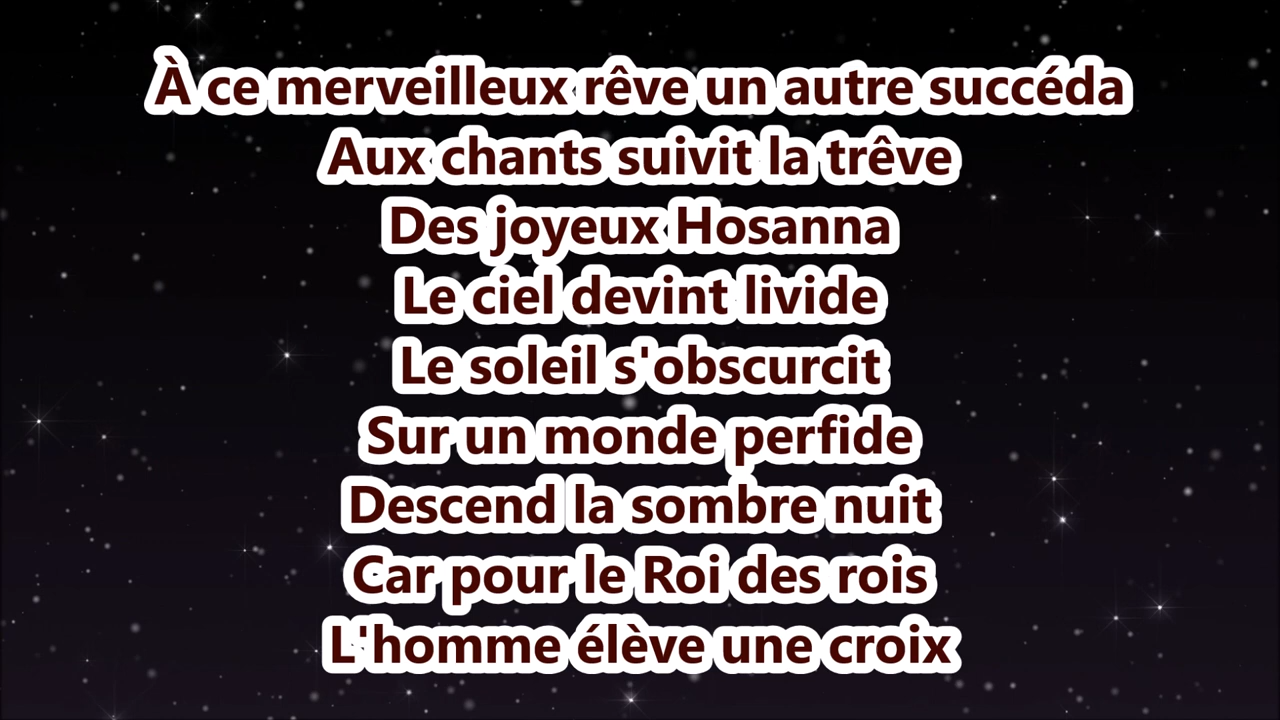 À ce merveilleux rêve un autre succéda
Aux chants suivit la trêve
Des joyeux Hosanna
Le ciel devint livide
Le soleil s'obscurcit
Sur un monde perfide
Descend la sombre nuit
Car pour le Roi des rois
L'homme élève une croix